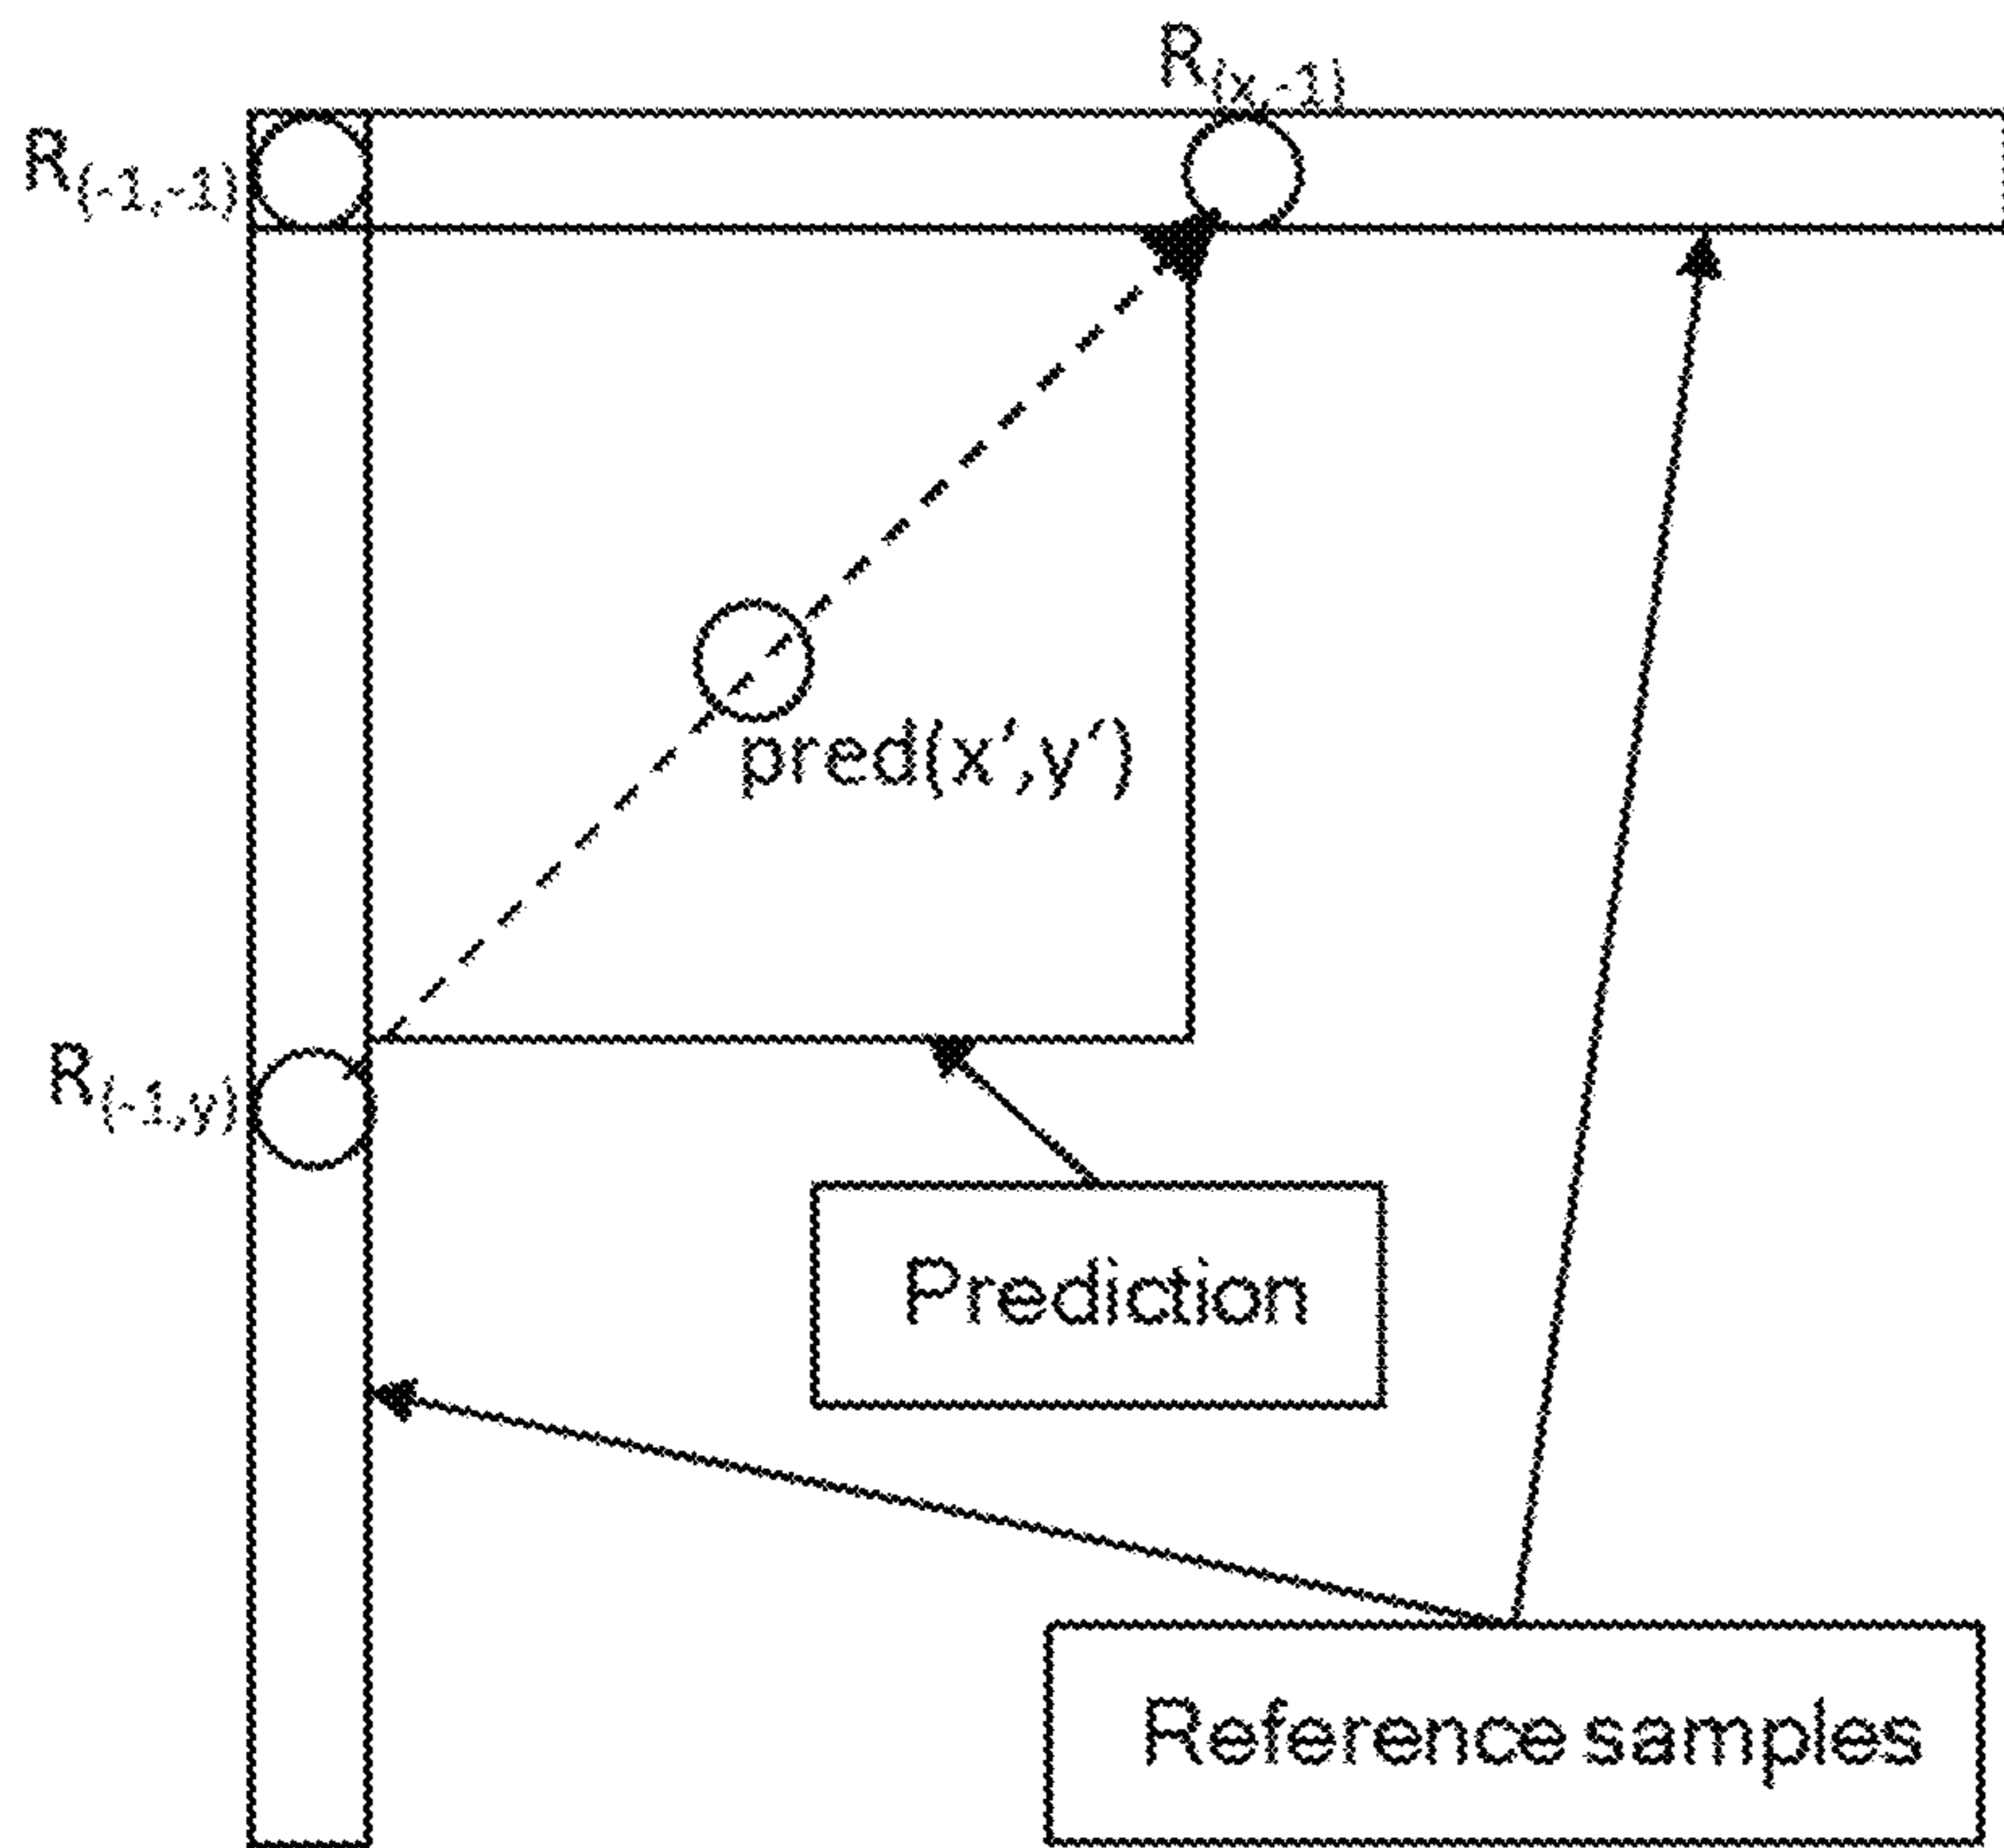 R(x,-1)
R(-1,-1)
pred(x′,y′)
R(-1,y)
Prediction
Reference samples